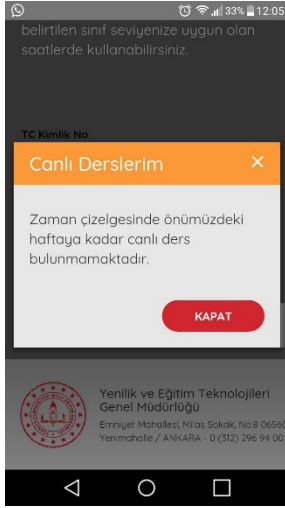 33% 12:05
belirtilen sınıf seviyenize uygun olan
saatlerde kullanabilirsiniz.
TC Kimlik No
Canlı Derslerim
Zaman çizelgesinde önümüzdeki
haftaya kadar canlı ders
bulunmamaktadır.
KAPAT
Yenilik ve Eğitim Teknolojileri
Genel Müdürlüğü
Emniyet Mahallesi, Milas Sokak, No:8 06560
Yenimahalle / ANKARA - 0 (312) 296 94 00